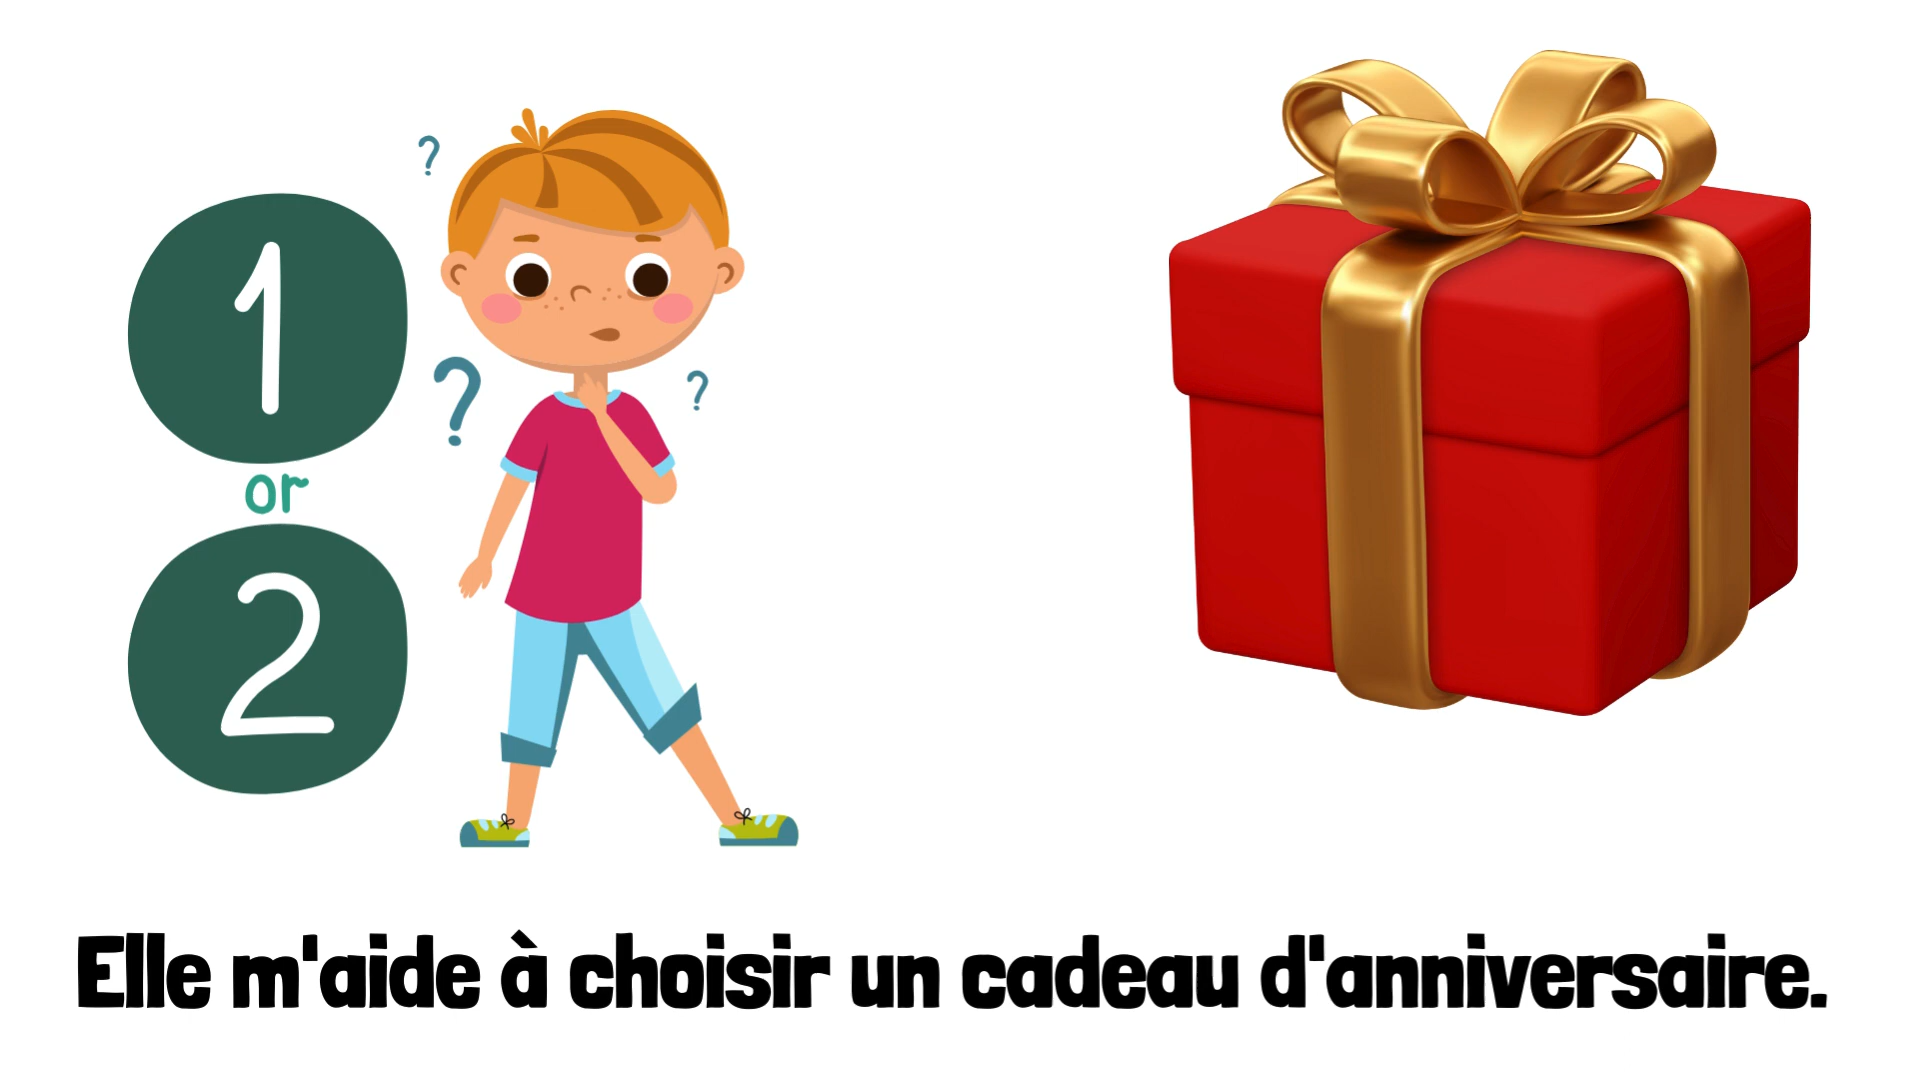 1
?
or
?
?
2
Elle m'aide à choisir un cadeau d'anniversaire.